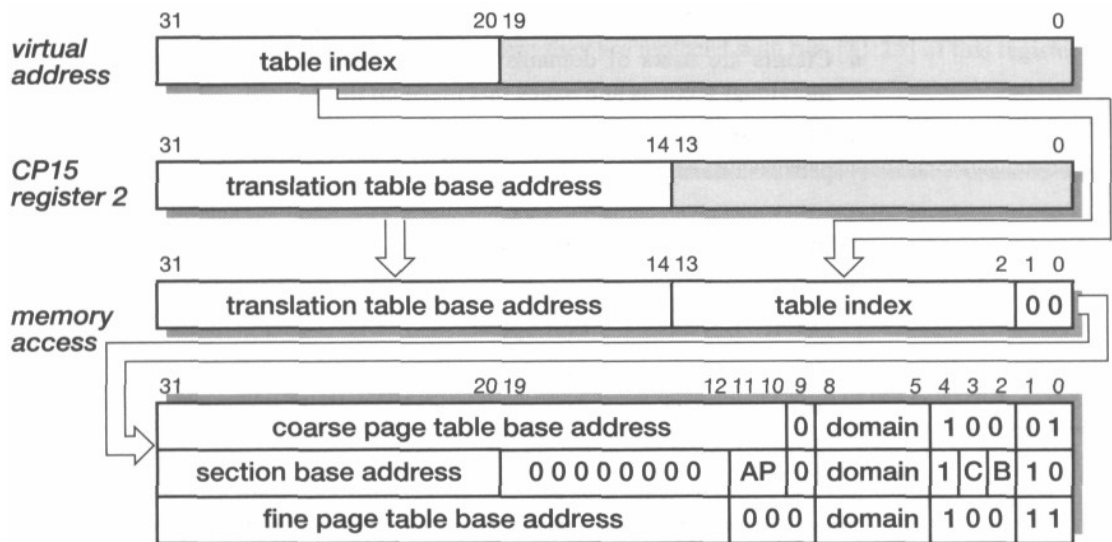 31 20 19 0
virtual address
table index
31 14 13 0
CP15 register 2
translation table base address
31 14 13 2 1 0
memory access
translation table base address table index 0 0
31 20 19 12 11 10 9 8 5 4 3 2 1 0
coarse page table base address 0 domain 1 0 0 0 1
section base address 0 0 0 0 0 0 0 0 AP 0 domain 1 C B 1 0
fine page table base address 0 0 0 domain 1 0 0 1 1